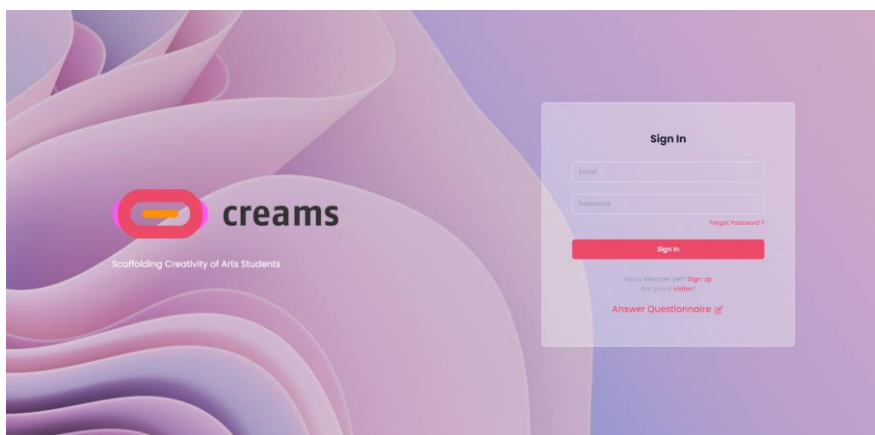 creams
Scaffolding Creativity of Arts Students
Sign In
Email
Password
Forgot Password ?
Sign In
Not a Member yet? Sign up
Are you a visitor?
Answer Questionnaire